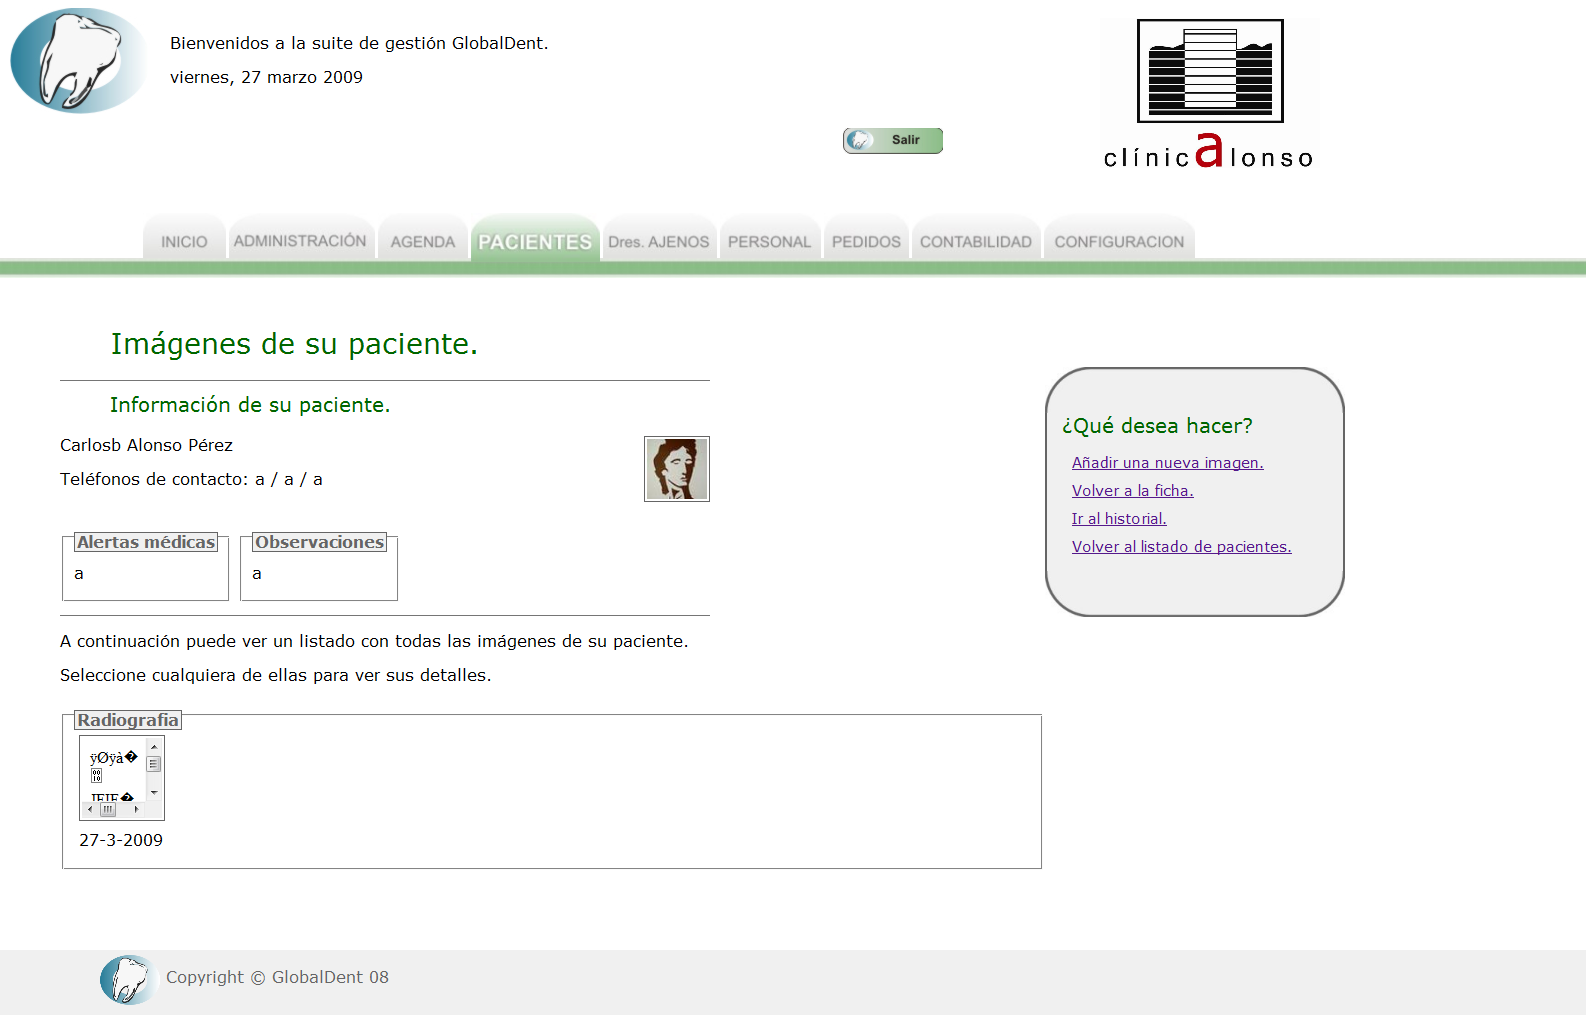 Bienvenidos a la suite de gestión GlobalDent.
viernes, 27 marzo 2009
Salir
clínicAlonso
INICIO
ADMINISTRACIÓN
AGENDA
PACIENTES
Dres. AJENOS
PERSONAL
PEDIDOS
CONTABILIDAD
CONFIGURACION
Imágenes de su paciente.
Información de su paciente.
Carlosb Alonso Pérez
Teléfonos de contacto: a / a / a
Alertas médicas
a
Observaciones
a
A continuación puede ver un listado con todas las imágenes de su paciente.
Seleccione cualquiera de ellas para ver sus detalles.
Radiografia
ÿØÿà�
27-3-2009
¿Qué desea hacer?
Añadir una nueva imagen.
Volver a la ficha.
Ir al historial.
Volver al listado de pacientes.
Copyright © GlobalDent 08